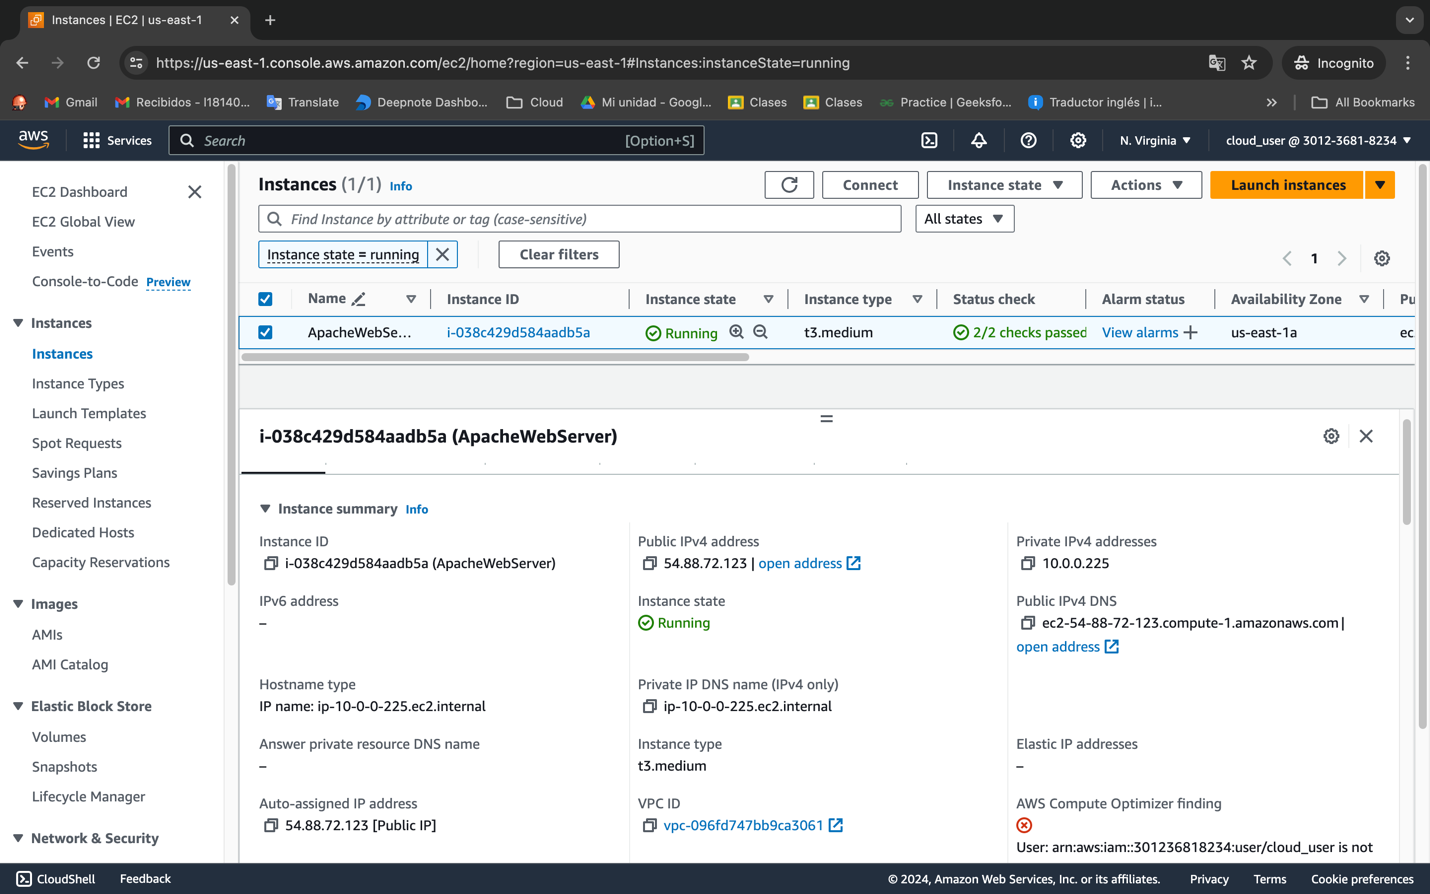 Instances | EC2 | us-east-1
https://us-east-1.console.aws.amazon.com/ec2/home?region=us-east-1#Instances:instanceState=running
Incognito
Gmail
Recibidos - l18140...
Translate
Deepnote Dashbo...
Cloud
Mi unidad - Googl...
Clases
Clases
Practice | Geeksfo...
Traductor inglés | i...
All Bookmarks
aws
Services
Search
[Option+S]
N. Virginia
cloud_user @ 3012-3681-8234
EC2 Dashboard
EC2 Global View
Events
Console-to-Code Preview
Instances
Instances
Instance Types
Launch Templates
Spot Requests
Savings Plans
Reserved Instances
Dedicated Hosts
Capacity Reservations
Images
AMIs
AMI Catalog
Elastic Block Store
Volumes
Snapshots
Lifecycle Manager
Network & Security
Instances (1/1) Info
Connect
Instance state
Actions
Launch instances
Find Instance by attribute or tag (case-sensitive)
All states
Instance state = running
Clear filters
1
Name
Instance ID
Instance state
Instance type
Status check
Alarm status
Availability Zone
Pu
ApacheWebSe...
i-038c429d584aadb5a
Running
t3.medium
2/2 checks passed
View alarms
us-east-1a
ec
i-038c429d584aadb5a (ApacheWebServer)
Instance summary Info
Instance ID
i-038c429d584aadb5a (ApacheWebServer)
Public IPv4 address
54.88.72.123 | open address
Private IPv4 addresses
10.0.0.225
IPv6 address
–
Instance state
Running
Public IPv4 DNS
ec2-54-88-72-123.compute-1.amazonaws.com |
open address
Hostname type
IP name: ip-10-0-0-225.ec2.internal
Private IP DNS name (IPv4 only)
ip-10-0-0-225.ec2.internal
Answer private resource DNS name
–
Instance type
t3.medium
Elastic IP addresses
–
Auto-assigned IP address
54.88.72.123 [Public IP]
VPC ID
vpc-096fd747bb9ca3061
AWS Compute Optimizer finding
User: arn:aws:iam::301236818234:user/cloud_user is not
CloudShell
Feedback
© 2024, Amazon Web Services, Inc. or its affiliates.
Privacy
Terms
Cookie preferences